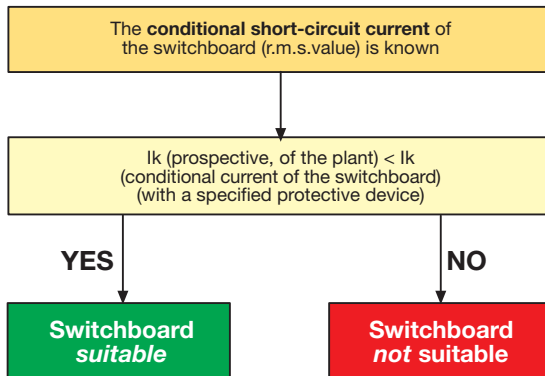 The conditional short-circuit current of
the switchboard (r.m.s.value) is known
Ik (prospective, of the plant) < Ik
(conditional current of the switchboard)
(with a specified protective device)
YES
NO
Switchboard
suitable
Switchboard
not suitable